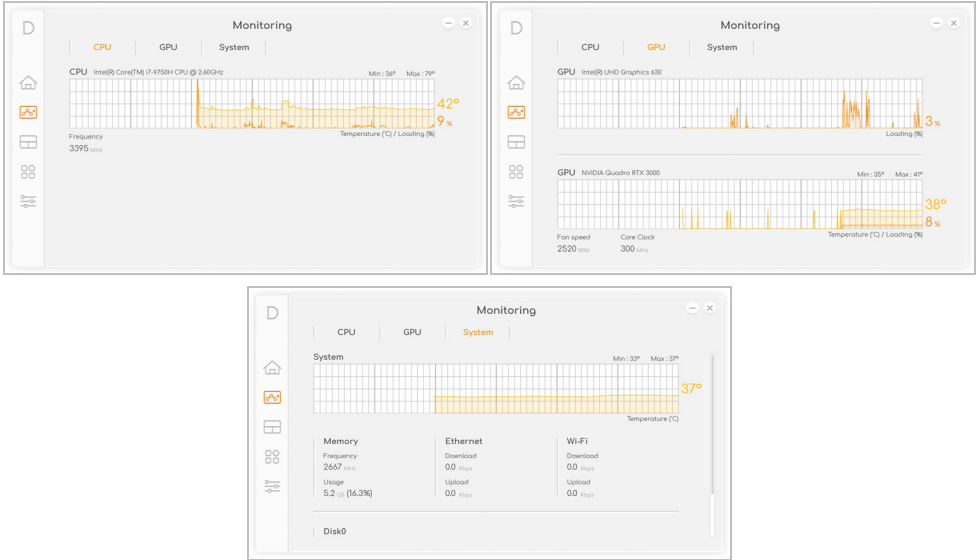 D
Monitoring
CPU GPU System
CPU Intel(R) Core(TM) i7-9750H CPU @ 2.60GHz Min : 36° Max : 79°
42°
9 %
Temperature (°C) / Loading (%)
Frequency
3395 MHz
D
Monitoring
CPU GPU System
GPU Intel(R) UHD Graphics 630
3 %
Loading (%)
GPU NVIDIA Quadro RTX 3000 Min : 35° Max : 41°
38°
8 %
Temperature (°C) / Loading (%)
Fan speed Core Clock
2520 RPM 300 MHz
D
Monitoring
CPU GPU System
System Min : 33° Max : 37°
37°
Temperature (°C)
Memory Ethernet Wi-Fi
Frequency Download Download
2667 MHz 0.0 Kbps 0.0 Kbps
Usage Upload Upload
5.2 GB (16.3%) 0.0 Kbps 0.0 Kbps
Disk0